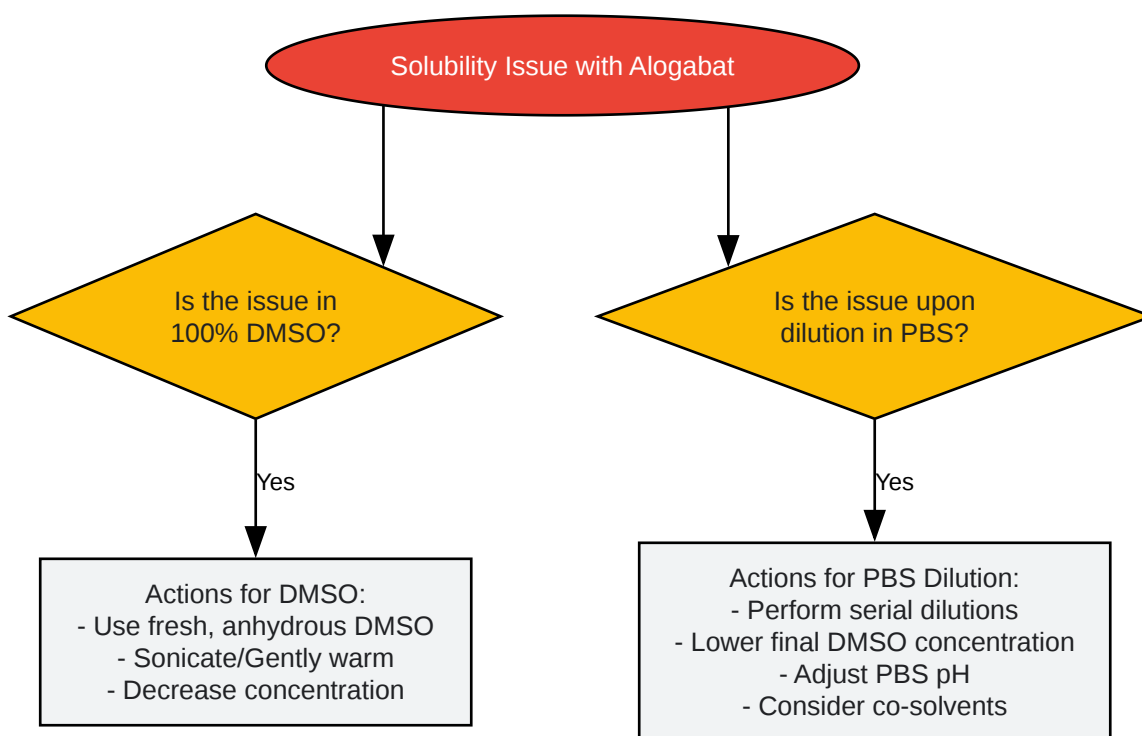 Solubility Issue with Alogabat
Is the issue in
100% DMSO?
Is the issue upon
dilution in PBS?
Yes
Yes
Actions for DMSO:
- Use fresh, anhydrous DMSO
- Sonicate/Gently warm
- Decrease concentration
Actions for PBS Dilution:
- Perform serial dilutions
- Lower final DMSO concentration
- Adjust PBS pH
- Consider co-solvents